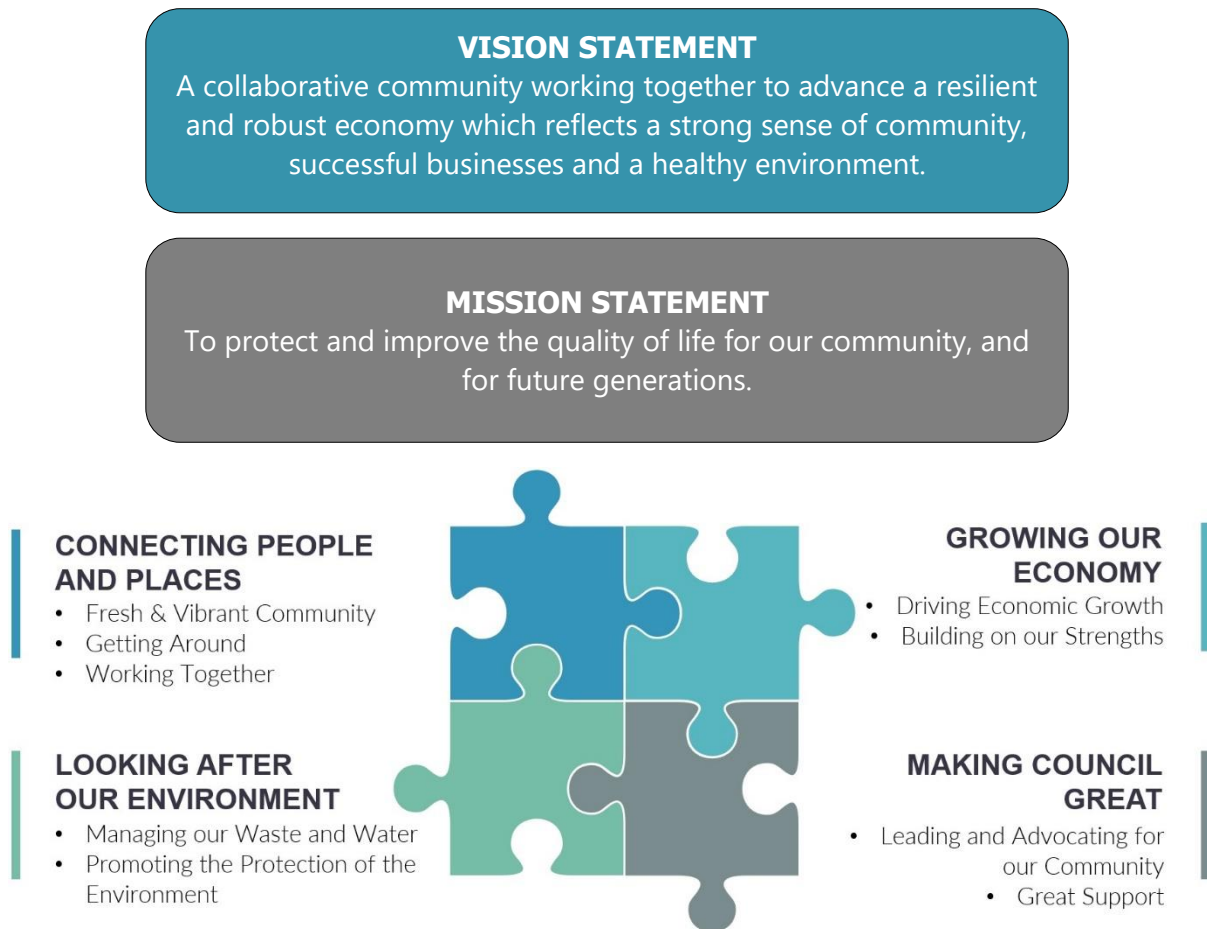 VISION STATEMENT
A collaborative community working together to advance a resilient
and robust economy which reflects a strong sense of community,
successful businesses and a healthy environment.
MISSION STATEMENT
To protect and improve the quality of life for our community, and
for future generations.
CONNECTING PEOPLE
AND PLACES
• Fresh & Vibrant Community
• Getting Around
• Working Together
GROWING OUR
ECONOMY
• Driving Economic Growth
• Building on our Strengths
LOOKING AFTER
OUR ENVIRONMENT
• Managing our Waste and Water
• Promoting the Protection of the
Environment
MAKING COUNCIL
GREAT
• Leading and Advocating for
our Community
• Great Support